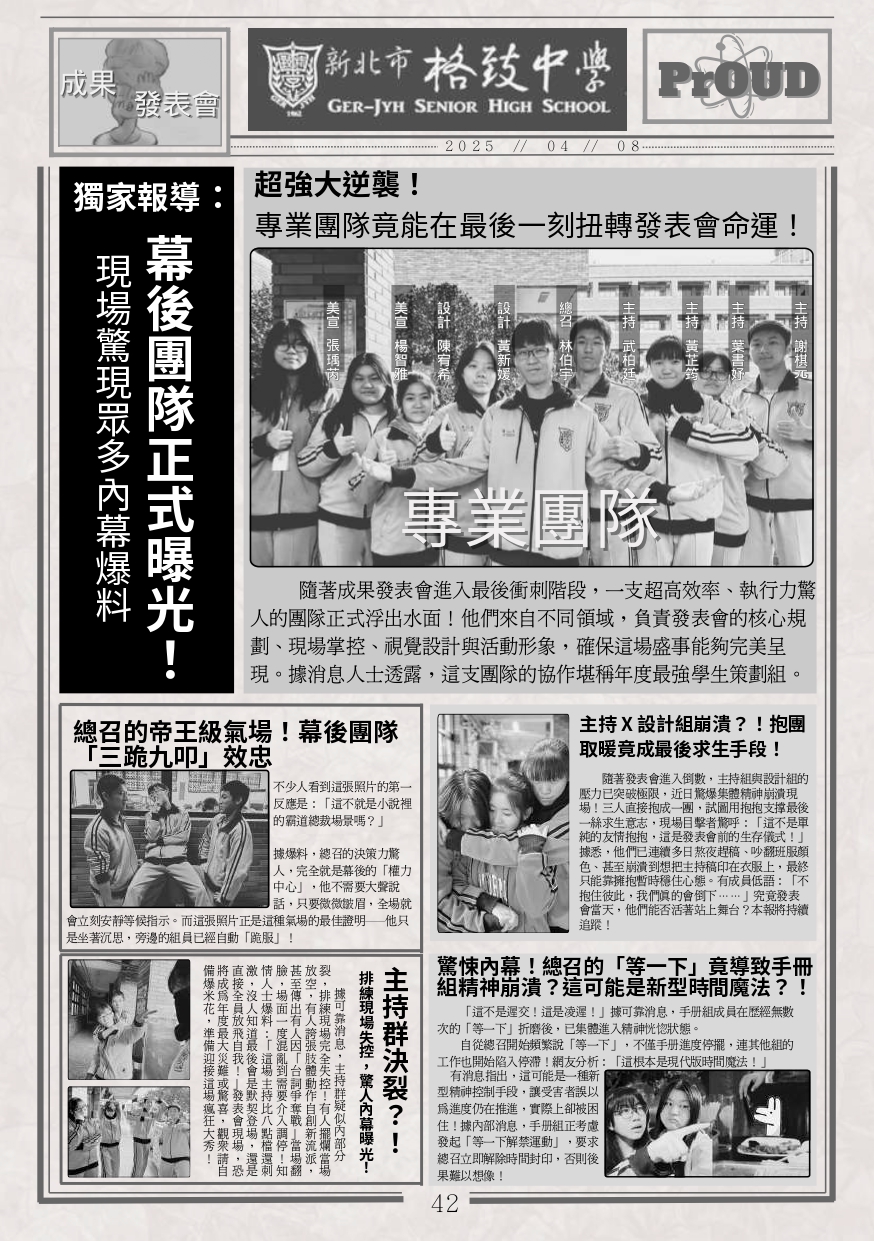 成果
發表會
新北市 格致中學
GER-JYH SENIOR HIGH SCHOOL
1962
PrOUD
2025 // 04 // 08
獨家報導：
幕後團隊正式曝光！
現場驚現眾多內幕爆料
超強大逆襲！
專業團隊竟能在最後一刻扭轉發表會命運！
美宣 張瑀芮
美宣 楊智雅
設計 陳宥希
設計 黃新媛
總召 林伯宇
主持 武柏廷
主持 黃芷筠
主持 葉書妤
主持 謝棋亮
專業團隊
隨著成果發表會進入最後衝刺階段，一支超高效率、執行力驚
人的團隊正式浮出水面！他們來自不同領域，負責發表會的核心規
劃、現場掌控、視覺設計與活動形象，確保這場盛事能夠完美呈
現。據消息人士透露，這支團隊的協作堪稱年度最強學生策劃組。
總召的帝王級氣場！幕後團隊
「三跪九叩」效忠
不少人看到這張照片的第一
反應是：「這不就是小說裡
的霸道總裁場景嗎？」
據爆料，總召的決策力驚
人，完全就是幕後的「權力
中心」，他不需要大聲說
話，只要微微皺眉，全場就
會立刻安靜等候指示。而這張照片正是這種氣場的最佳證明——他只
是坐著沉思，旁邊的組員已經自動「跪服」！
主持 X 設計組崩潰？！抱團
取暖竟成最後求生手段！
隨著發表會進入倒數，主持組與設計組的
壓力已突破極限，近日驚爆集體精神崩潰現
場！三人直接抱成一團，試圖用抱抱支撐最後
一絲求生意志，現場目擊者驚呼：「這不是單
純的友情抱抱，這是發表會前的生存儀式！」
據悉，他們已連續多日熬夜趕稿、吵翻班服顏
色、甚至崩潰到想把主持稿印在衣服上，最終
只能靠擁抱暫時穩住心態。有成員低語：「不
抱住彼此，我們真的會倒下⋯⋯」究竟發表
會當天，他們能否活著站上舞台？本報將持續
追蹤！
主持群決裂？！
排練現場失控，驚人內幕曝光！
據可靠消息，主持群疑似內部分
裂，排練現場完全失控！有人擺爛當場
放空，有人誇張肢體動作自創新流派，
甚至傳出有人因「台詞爭奪戰」當場翻
臉，場面一度混亂到需要介入調停！知
情人士爆料：「這場主持比八點檔還刺
激，沒人知道最後會是默契登場，還是
直接全員放飛自我！」發表會現場，恐
將成為年度最大災難或驚喜，觀眾請自
備爆米花，準備迎接這場瘋狂大秀！
驚悚內幕！總召的「等一下」竟導致手冊
組精神崩潰？這可能是新型時間魔法？！
「這不是遲交！這是凌遲！」據可靠消息，手册組成員在歷經無數
次的「等一下」折磨後，已集體進入精神恍惚狀態。
自從總召開始頻繁說「等一下」，不僅手册進度停擺，連其他組的
工作也開始陷入停滯！網友分析：「這根本是現代版時間魔法！」
有消息指出，這可能是一種新
型精神控制手段，讓受害者誤以
為進度仍在推進，實際上卻被困
住！據內部消息，手册組正考慮
發起「等一下解禁運動」，要求
總召立即解除時間封印，否則後
果難以想像！
42